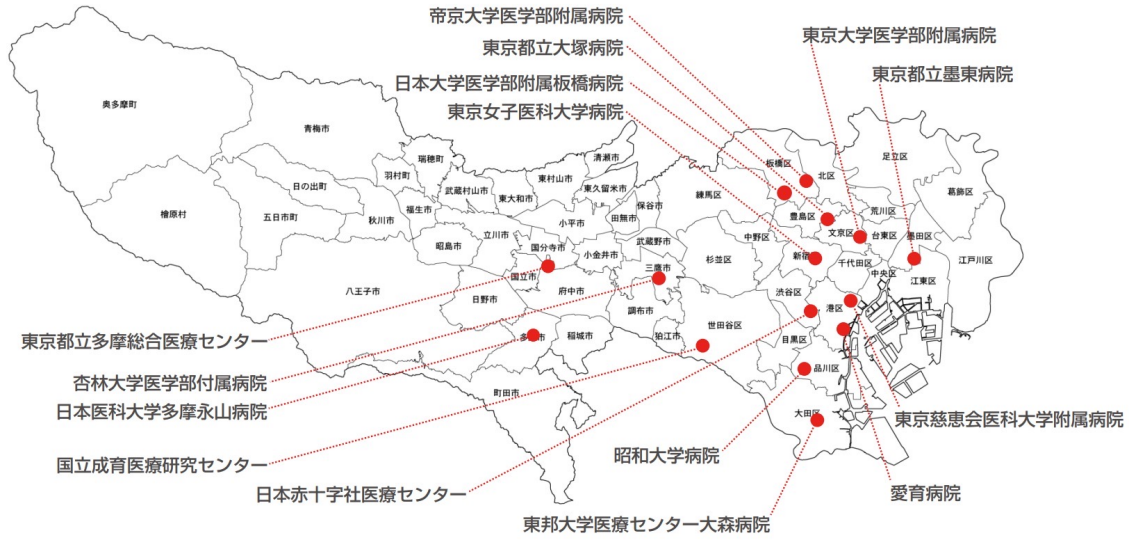 帝京大学医学部附属病院
東京都立大塚病院
日本大学医学部附属板橋病院
東京女子医科大学病院
東京大学医学部附属病院
東京都立墨東病院
奥多摩町
青梅市
瑞穂町
羽村町
日の出町
檜原村
五日市町
秋川市
福生市
武蔵村山市
東大和市
東村山市
清瀬市
東久留米市
保谷市
田無市
小平市
昭島市
立川市
国分寺市
小金井市
武蔵野市
三鷹市
国立市
府中市
調布市
八王子市
日野市
稲城市
狛江市
町田市
板橋区
北区
足立区
葛飾区
練馬区
豊島区
荒川区
文京区
台東区
墨田区
中野区
新宿
千代田区
中央区
江東区
江戸川区
杉並区
渋谷区
港区
世田谷区
目黒区
品川区
大田区
東京都立多摩総合医療センター
杏林大学医学部付属病院
日本医科大学多摩永山病院
国立成育医療研究センター
日本赤十字社医療センター
昭和大学病院
東邦大学医療センター大森病院
東京慈恵会医科大学附属病院
愛育病院